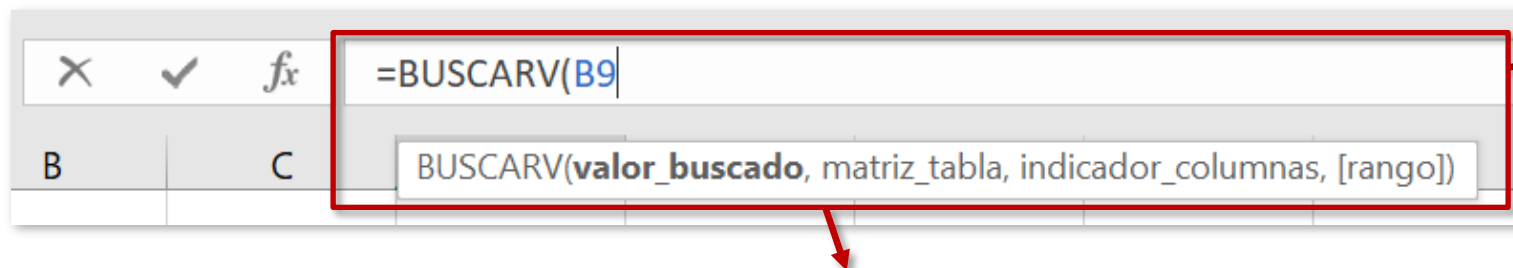 fx =BUSCARV(B9
B C
BUSCARV(valor_buscado, matriz_tabla, indicador_columnas, [rango])